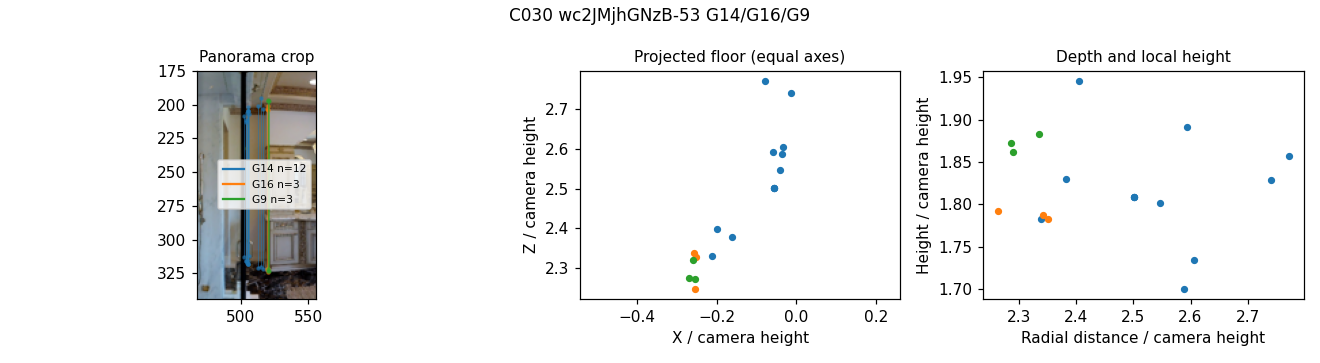 C030 wc2JMjhGNzB-53 G14/G16/G9
Panorama crop
175
200
225
250
275
300
325
500
550
G14 n=12
G16 n=3
G9 n=3
Projected floor (equal axes)
Z / camera height
2.7
2.6
2.5
2.4
2.3
−0.4
−0.2
0.0
0.2
X / camera height
Depth and local height
Height / camera height
1.95
1.90
1.85
1.80
1.75
1.70
2.3
2.4
2.5
2.6
2.7
Radial distance / camera height